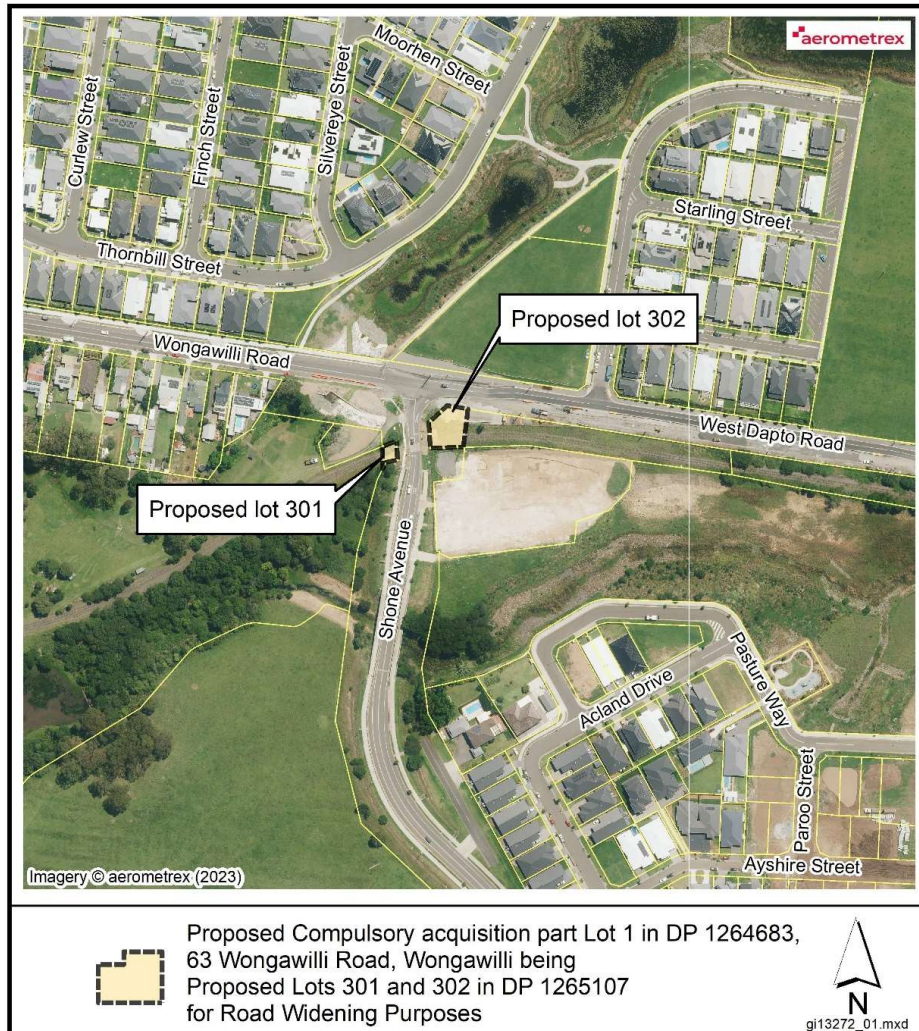 aerometrex
Moorhen Street
Silvereye Street
Finch Street
Curlew Street
Starling Street
Thornbill Street
Proposed lot 302
Wongawilli Road
West Dapto Road
Proposed lot 301
Shone Avenue
Pasture Way
Acland Drive
Paroo Street
Ayshire Street
Imagery © aerometrex (2023)
Proposed Compulsory acquisition part Lot 1 in DP 1264683,
63 Wongawilli Road, Wongawilli being
Proposed Lots 301 and 302 in DP 1265107
for Road Widening Purposes
N
gi13272_01.mxd